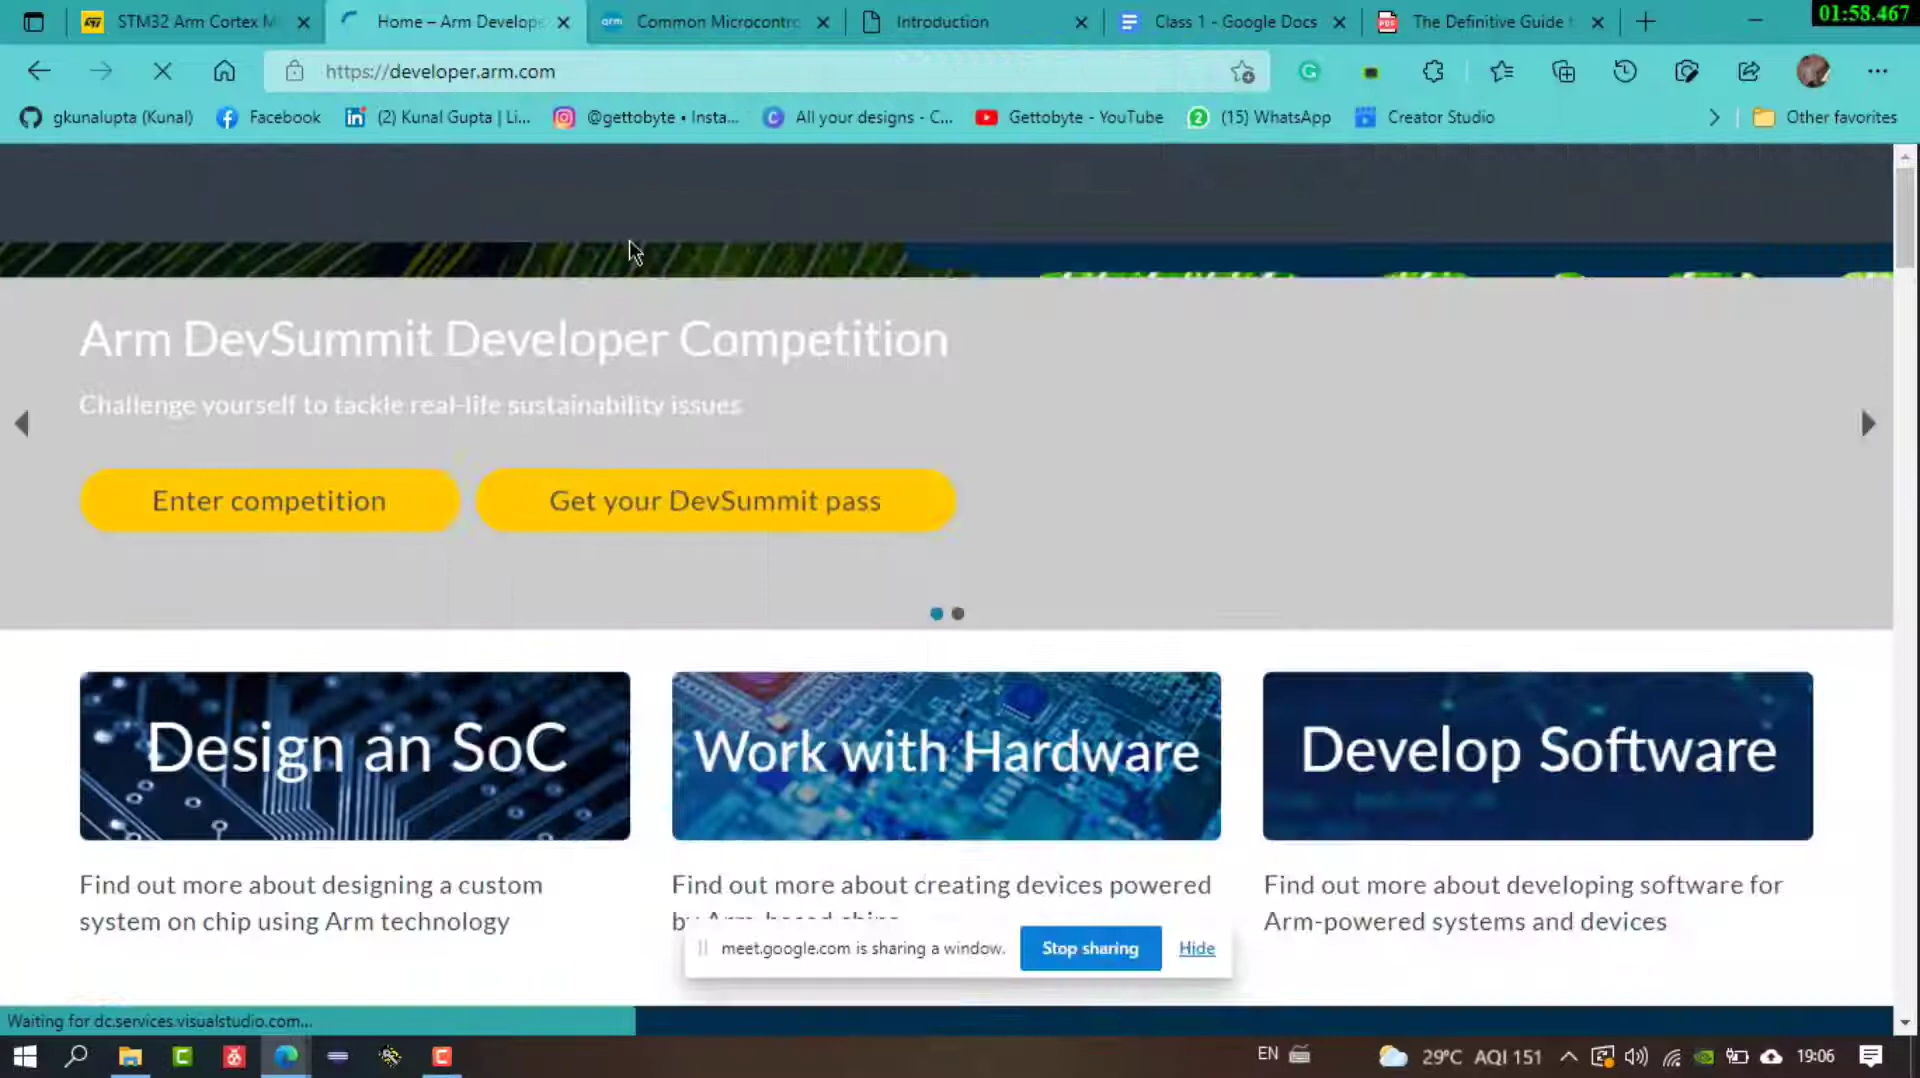 01:58.467
STM32 Arm Cortex M
Home – Arm Develope
arm Common Microcontro
Introduction
Class 1 - Google Docs
The Definitive Guide
https://developer.arm.com
gkunalupta (Kunal)
Facebook
(2) Kunal Gupta | Li...
@gettobyte • Insta...
All your designs - C...
Gettobyte - YouTube
(15) WhatsApp
Creator Studio
Other favorites
Arm DevSummit Developer Competition
Challenge yourself to tackle real-life sustainability issues
Enter competition
Get your DevSummit pass
Design an SoC
Work with Hardware
Develop Software
Find out more about designing a custom
system on chip using Arm technology
Find out more about creating devices powered
by Arm-based chips
Find out more about developing software for
Arm-powered systems and devices
meet.google.com is sharing a window.
Stop sharing
Hide
Waiting for dc.services.visualstudio.com...
EN
29°C AQI 151
19:06